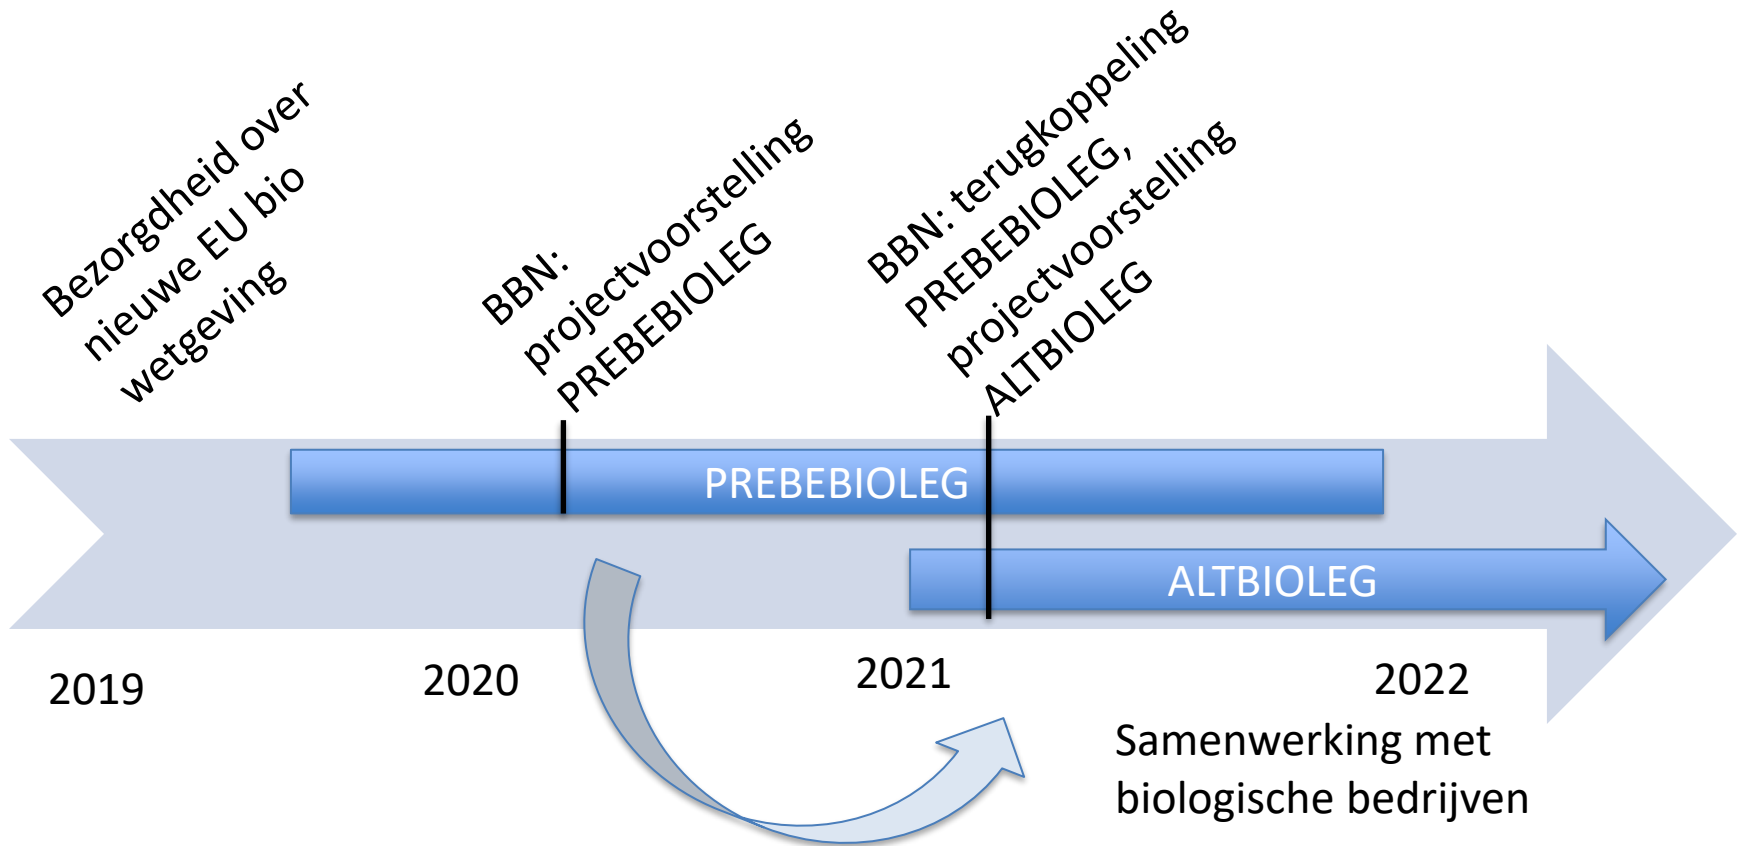 Bezorgdheid over
nieuwe EU bio
wetgeving
BBN:
projectvoorstelling
PREBEBIOLEG
BBN: terugkoppeling
PREBEBIOLEG,
projectvoorstelling
ALTBIOLEG
PREBEBIOLEG
ALTBIOLEG
2019
2020
2021
2022
Samenwerking met
biologische bedrijven